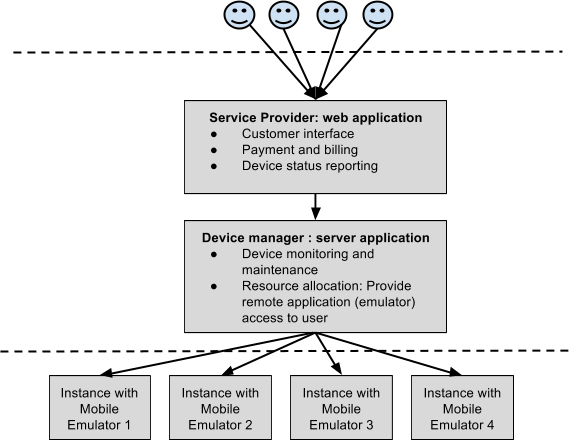 Service Provider: web application
● Customer interface
● Payment and billing
● Device status reporting
Device manager : server application
● Device monitoring and
maintenance
● Resource allocation: Provide
remote application (emulator)
access to user
Instance with
Mobile
Emulator 1
Instance with
Mobile
Emulator 2
Instance with
Mobile
Emulator 3
Instance with
Mobile
Emulator 4